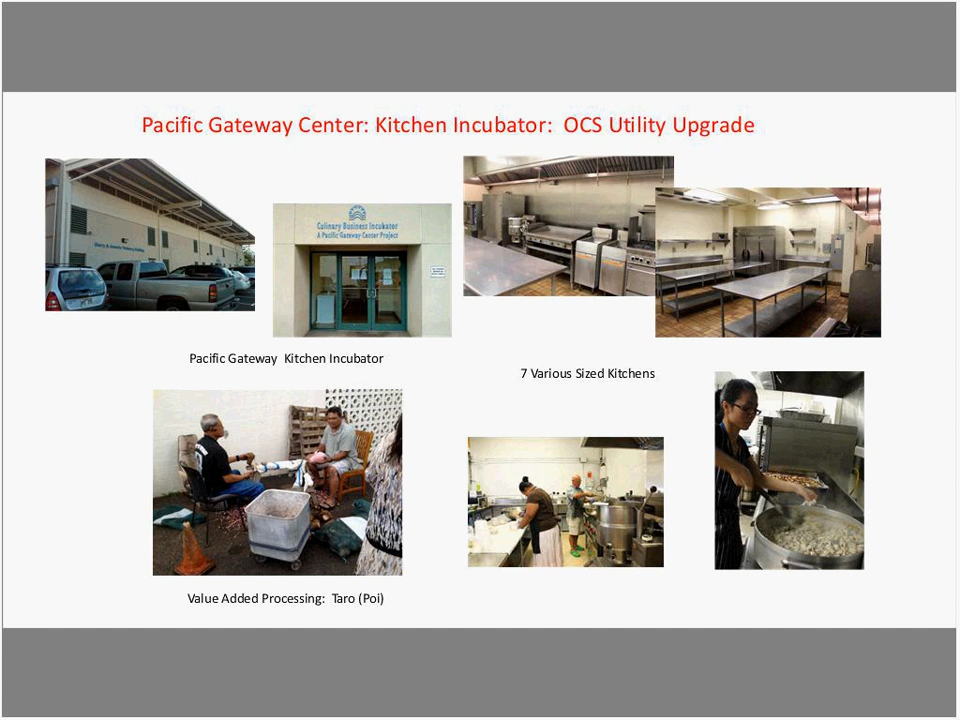 Pacific Gateway Center: Kitchen Incubator:  OCS Utility Upgrade
Culinary Business Incubator
A Pacific Gateway Center Project
Pacific Gateway  Kitchen Incubator
7 Various Sized Kitchens
Value Added Processing:  Taro (Poi)